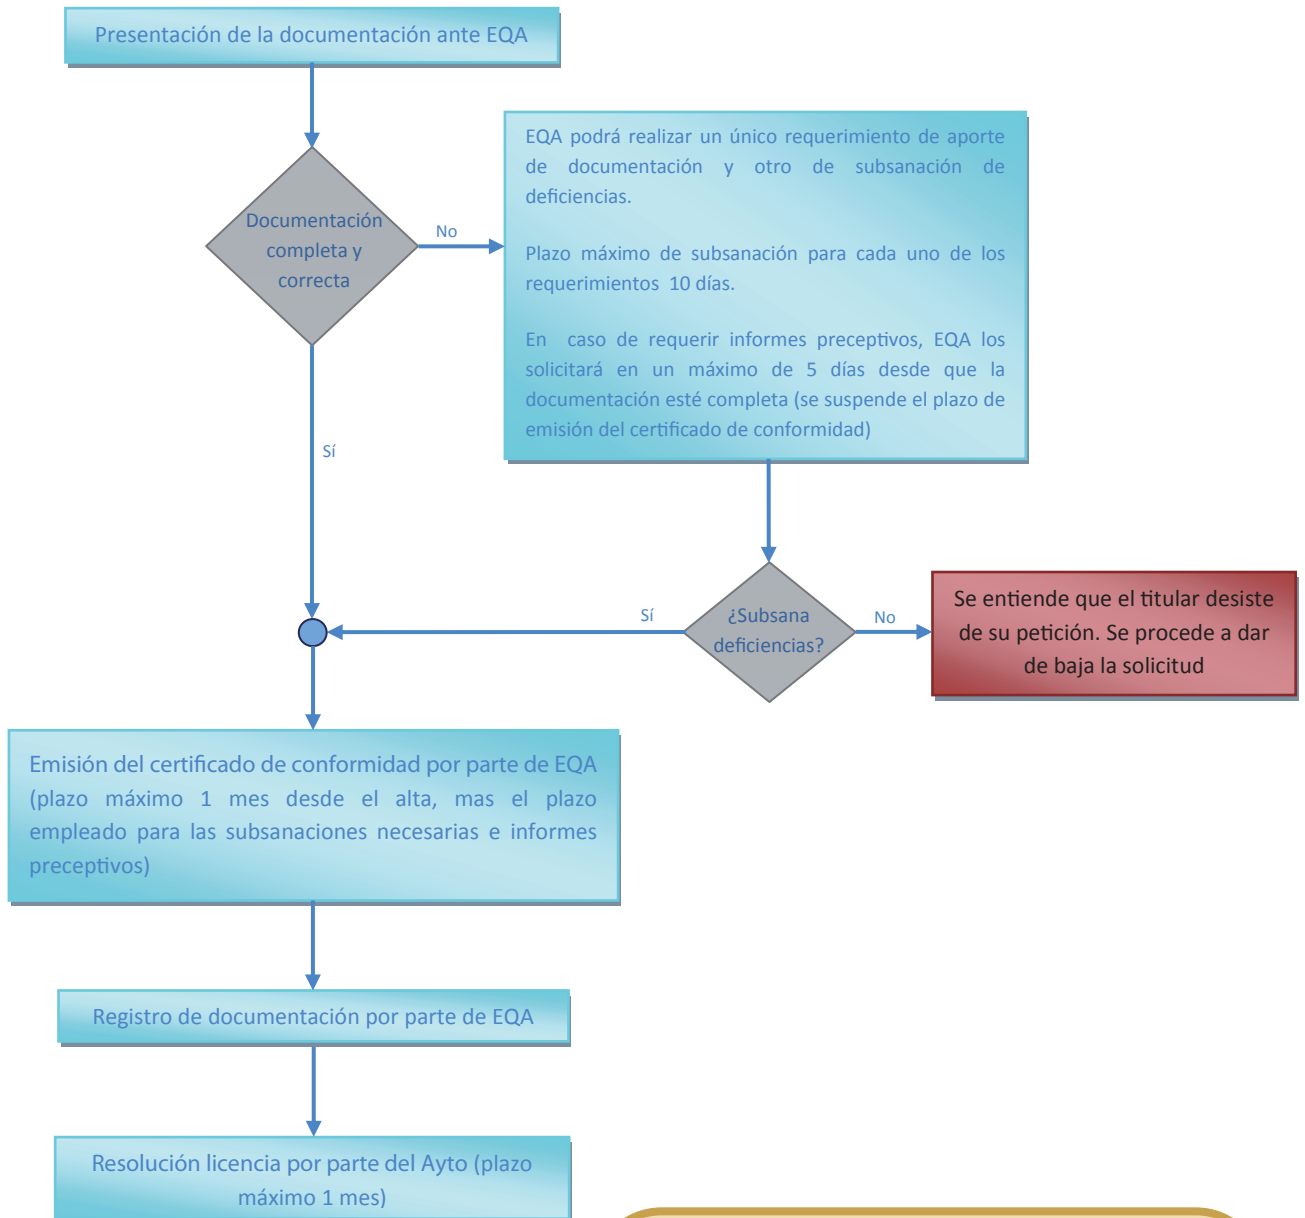 Presentación de la documentación ante EQA
EQA podrá realizar un único requerimiento de aporte
de documentación y otro de subsanación de
deficiencias.
Plazo máximo de subsanación para cada uno de los
requerimientos 10 días.
En caso de requerir informes preceptivos, EQA los
solicitará en un máximo de 5 días desde que la
documentación esté completa (se suspende el plazo de
emisión del certificado de conformidad)
Documentación
completa y
correcta
No
Sí
¿Subsana
deficiencias?
Sí
No
Se entiende que el titular desiste
de su petición. Se procede a dar
de baja la solicitud
Emisión del certificado de conformidad por parte de EQA
(plazo máximo 1 mes desde el alta, mas el plazo
empleado para las subsanaciones necesarias e informes
preceptivos)
Registro de documentación por parte de EQA
Resolución licencia por parte del Ayto (plazo
máximo 1 mes)